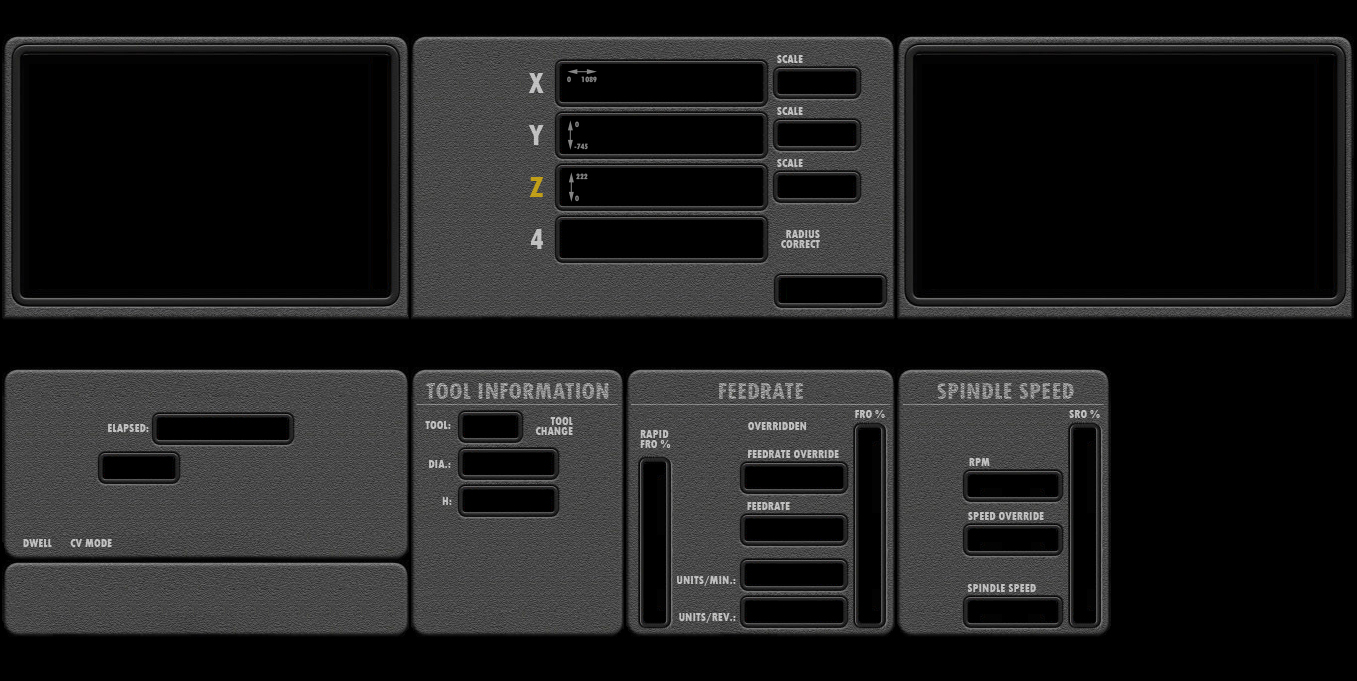 SCALE
X
0 1089
SCALE
Y
0
-745
SCALE
Z
222
0
4
RADIUS
CORRECT
ELAPSED:
DWELL CV MODE
TOOL INFORMATION
TOOL:
TOOL
CHANGE
DIA.:
H:
FEEDRATE
FRO %
OVERRIDDEN
RAPID
FRO %
FEEDRATE OVERRIDE
FEEDRATE
UNITS/MIN.:
UNITS/REV.:
SPINDLE SPEED
SRO %
RPM
SPEED OVERRIDE
SPINDLE SPEED